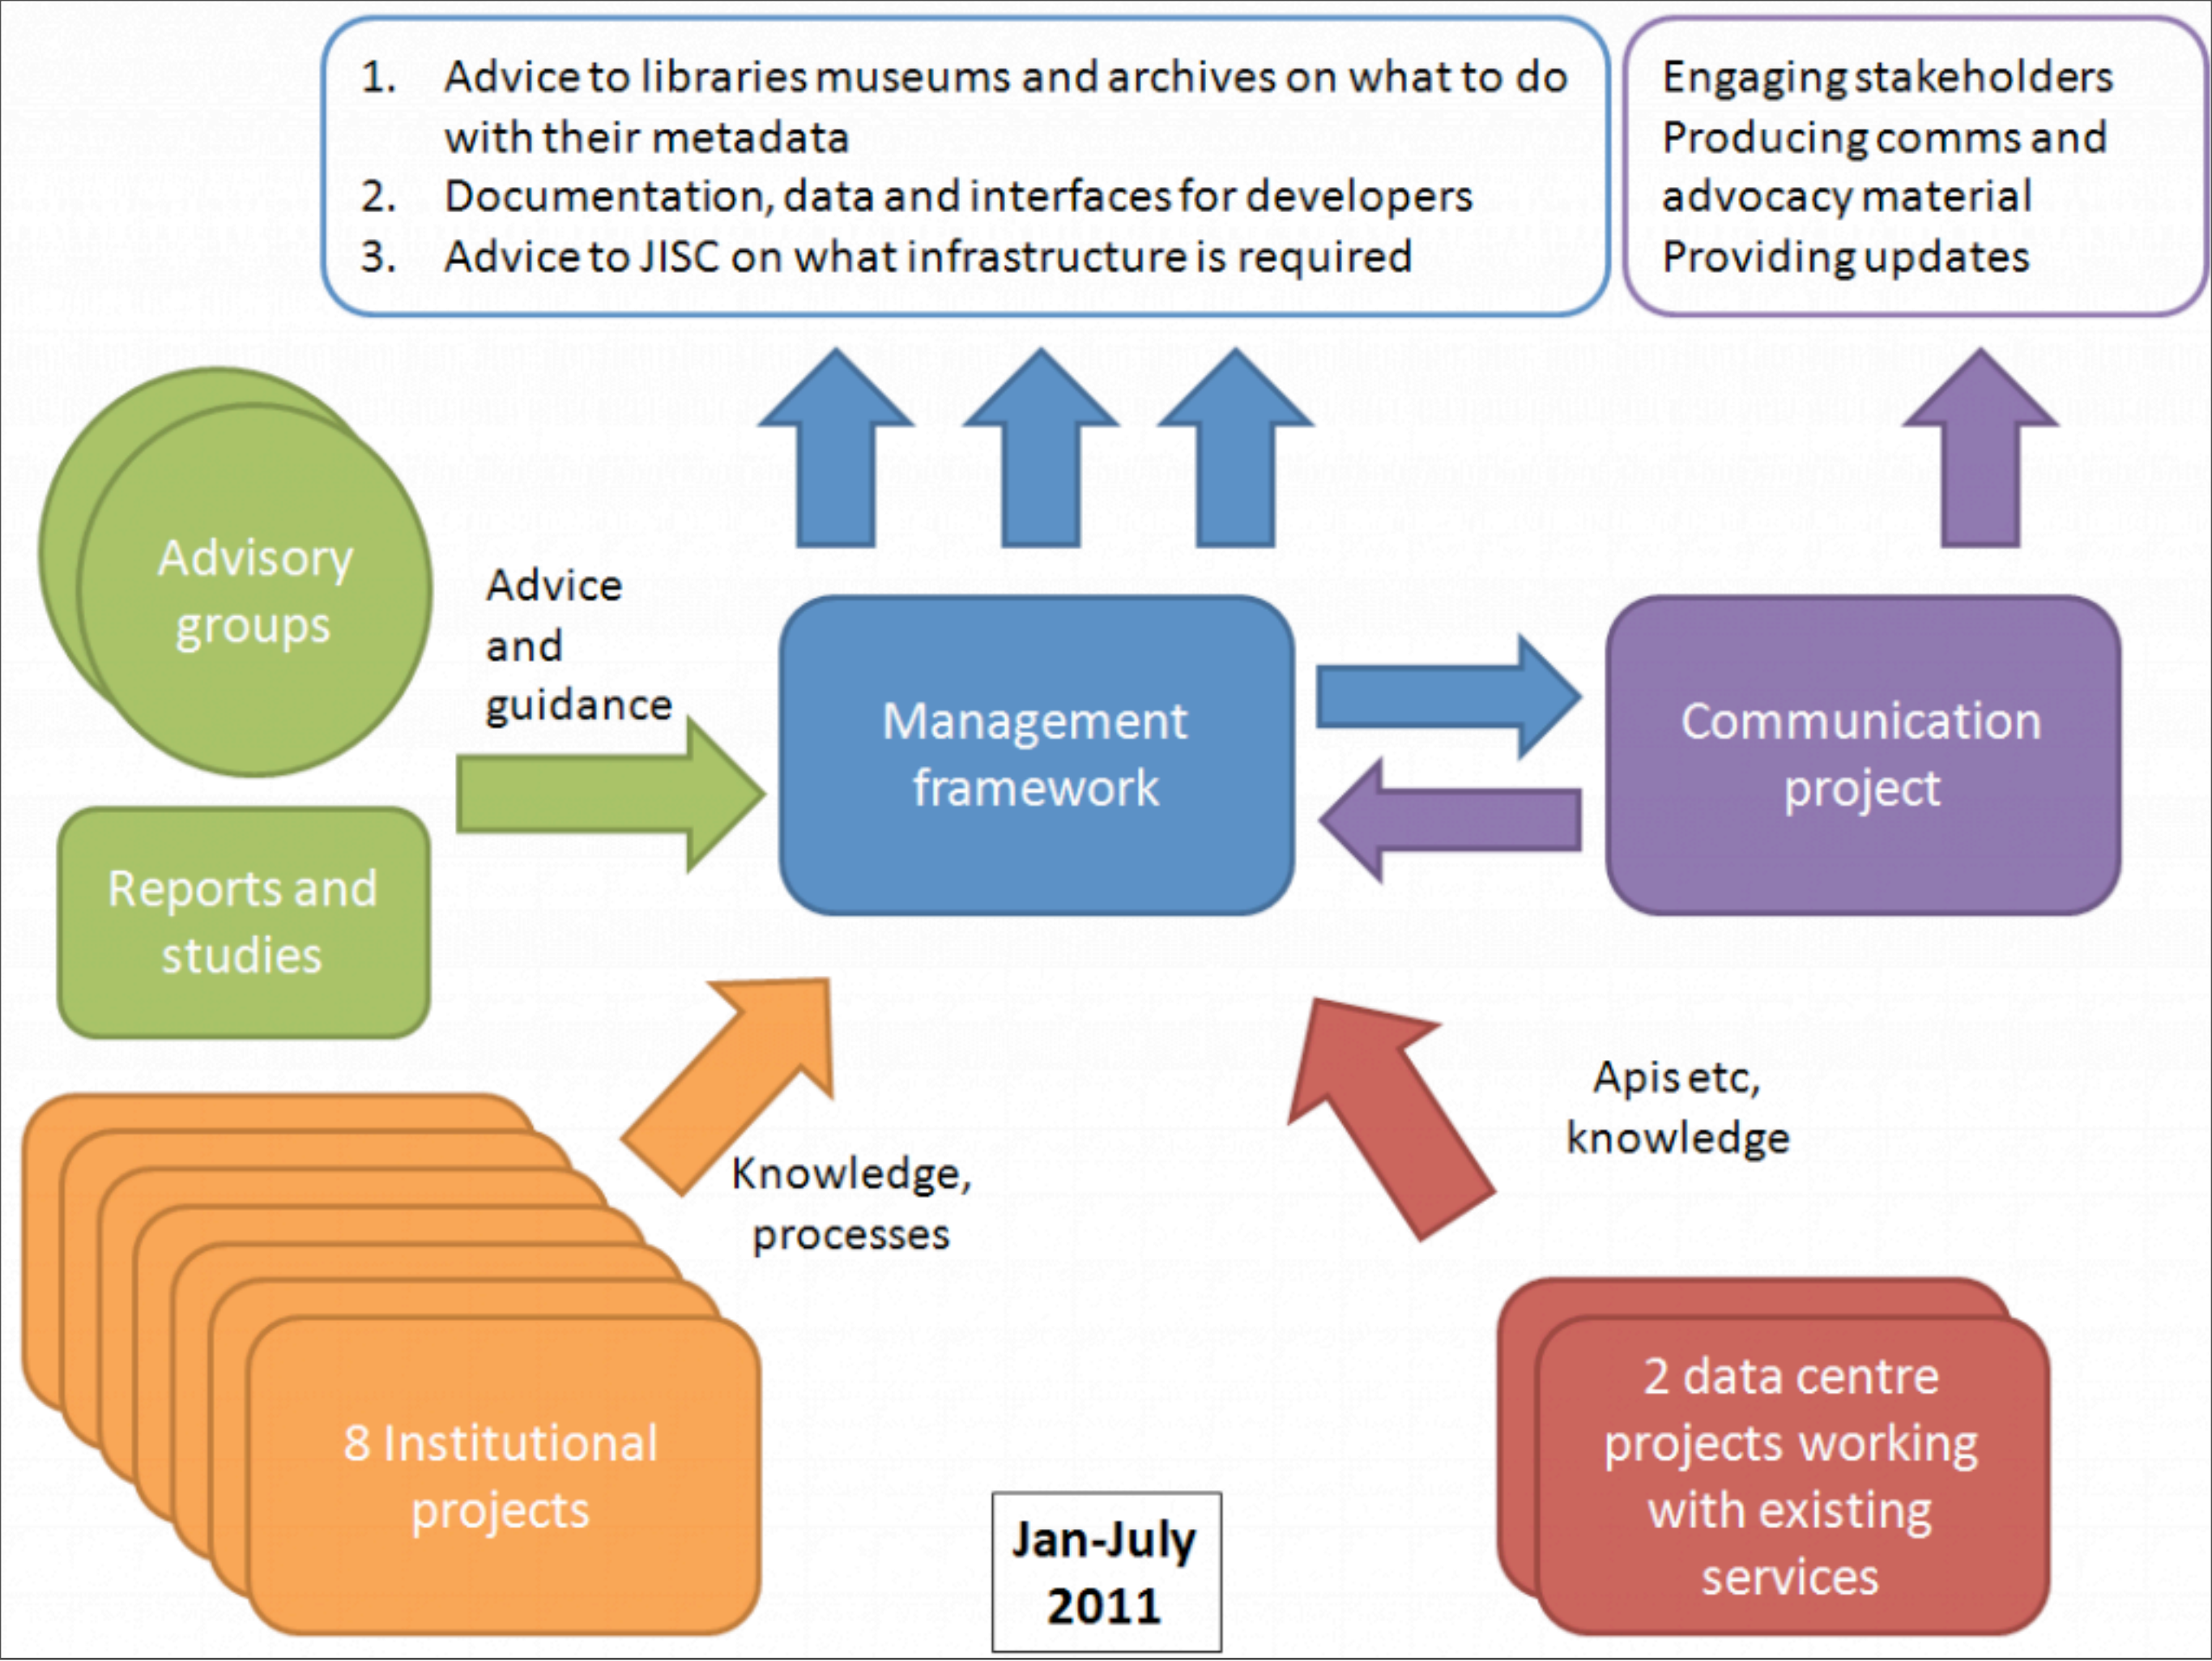 1. Advice to libraries museums and archives on what to do
with their metadata
2. Documentation, data and interfaces for developers
3. Advice to JISC on what infrastructure is required
Engaging stakeholders
Producing comms and
advocacy material
Providing updates
Advisory
groups
Advice
and
guidance
Management
framework
Communication
project
Reports and
studies
Knowledge,
processes
Apis etc,
knowledge
8 Institutional
projects
Jan-July
2011
2 data centre
projects working
with existing
services